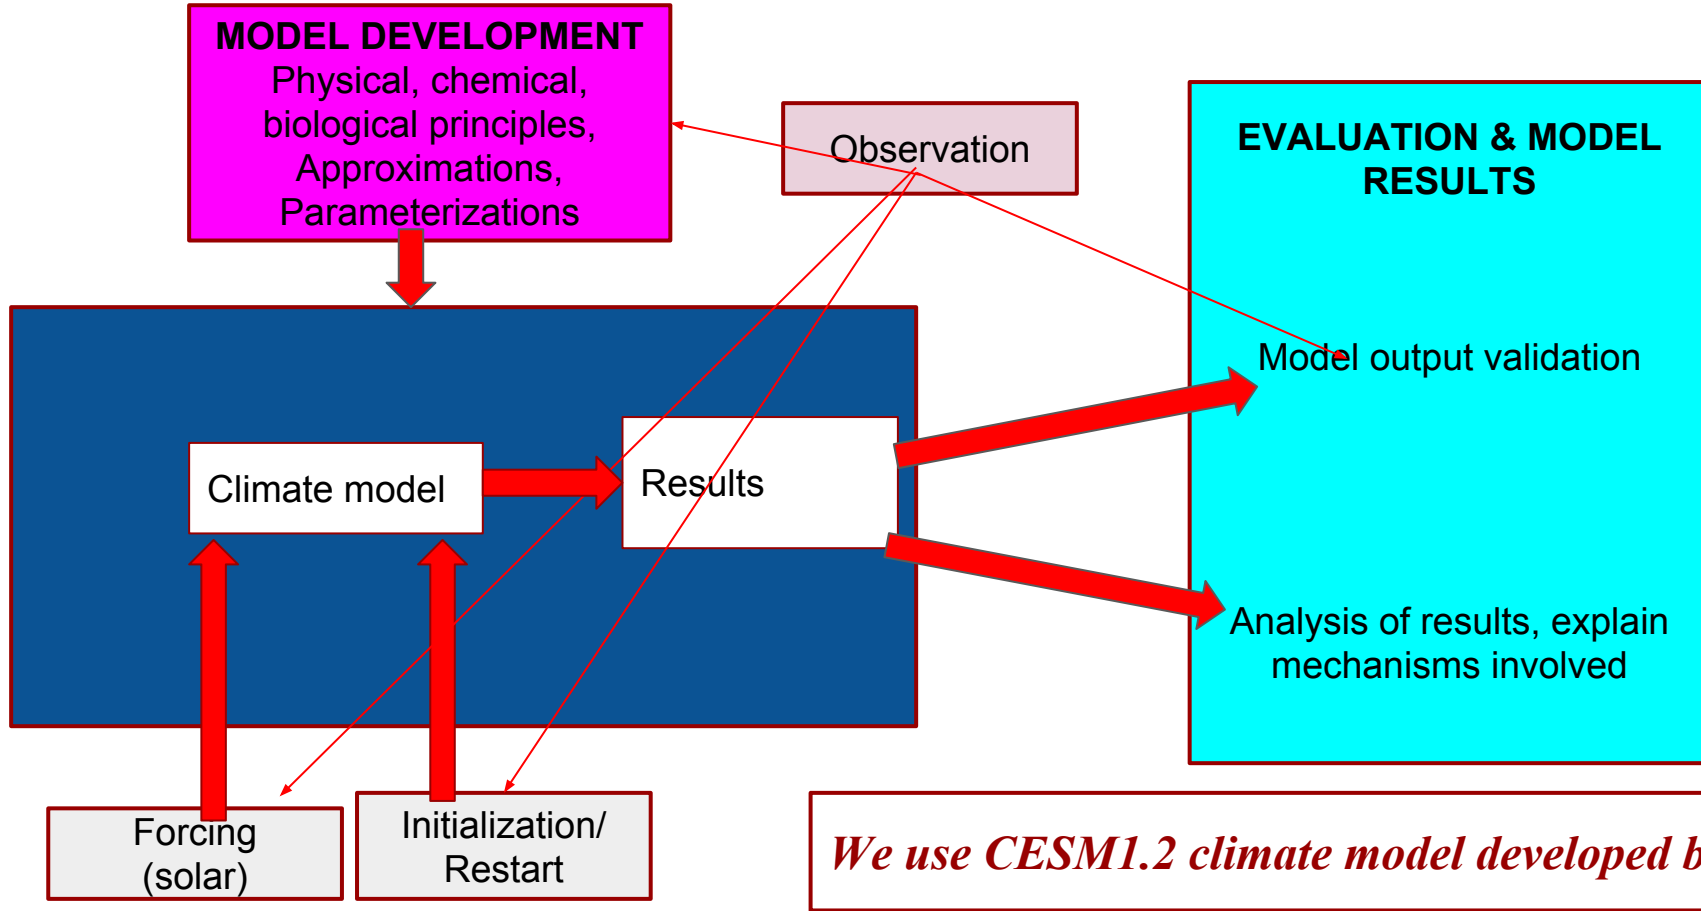 MODEL DEVELOPMENT
Physical, chemical,
biological principles,
Approximations,
Parameterizations
Observation
EVALUATION & MODEL
RESULTS
Model output validation
Climate model
Results
Analysis of results, explain
mechanisms involved
Forcing
(solar)
Initialization/
Restart
We use CESM1.2 climate model developed